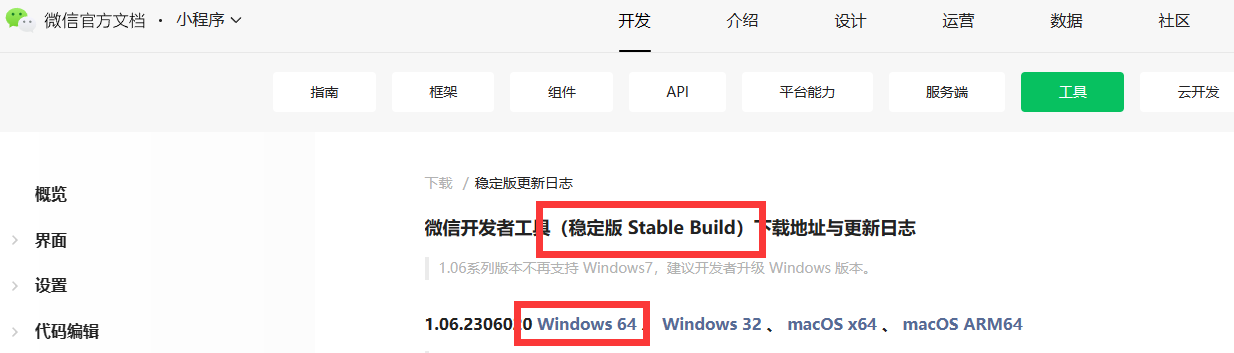 微信官方文档 · 小程序
开发 介绍 设计 运营 数据 社区
指南 框架 组件 API 平台能力 服务端 工具 云开发
概览
界面
设置
代码编辑
下载 / 稳定版更新日志
微信开发者工具（稳定版 Stable Build）下载地址与更新日志
1.06系列版本不再支持 Windows7，建议开发者升级 Windows 版本。
Windows 64 、 Windows 32 、 macOS x64 、 macOS ARM64